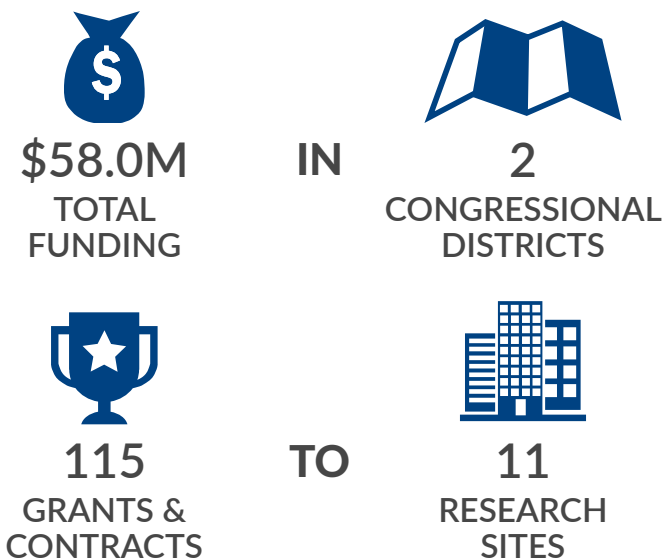 $
$58.0M
TOTAL
FUNDING
IN
2
CONGRESSIONAL
DISTRICTS
115
GRANTS &
CONTRACTS
TO
11
RESEARCH
SITES